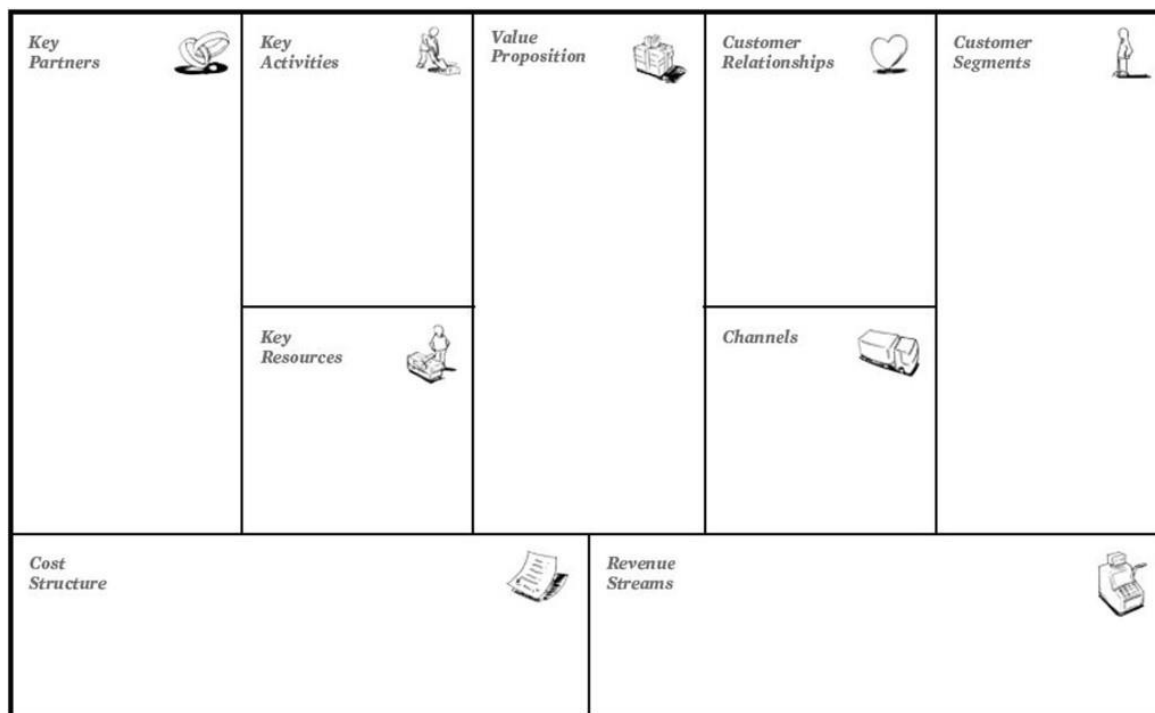 Key
Partners
Key
Activities
Value
Proposition
Customer
Relationships
Customer
Segments
Key
Resources
Channels
Cost
Structure
Revenue
Streams